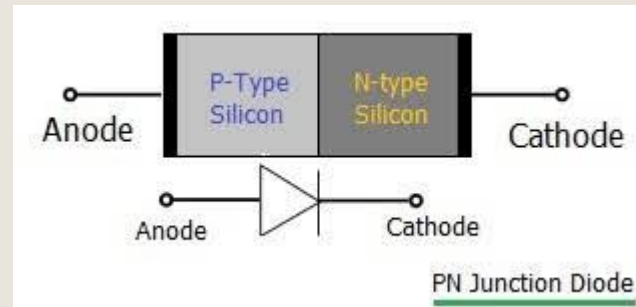 P-Type
Silicon
N-type
Silicon
Anode
Cathode
Anode
Cathode
PN Junction Diode